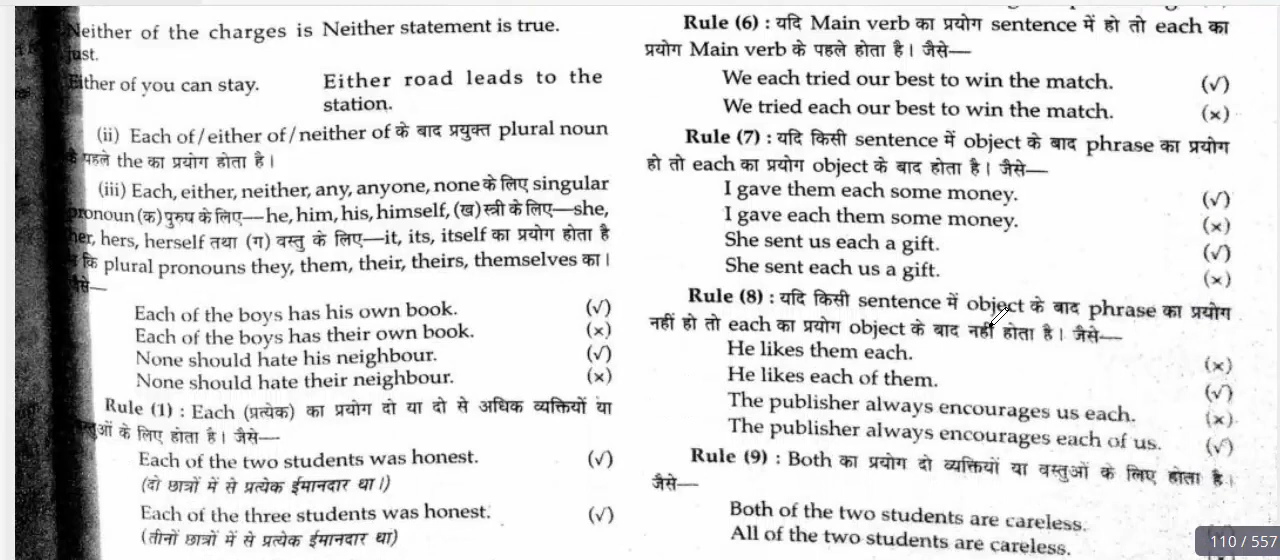 Neither of the charges is Neither statement is true.
just.
Either of you can stay. Either road leads to the
station.
(ii) Each of/either of/neither of के बाद प्रयुक्त plural noun
के पहले the का प्रयोग होता है।
(iii) Each, either, neither, any, anyone, none के लिए singular
pronoun (क) पुरुष के लिए—he, him, his, himself, (ख) स्त्री के लिए—she,
her, hers, herself तथा (ग) वस्तु के लिए—it, its, itself का प्रयोग होता है
कि plural pronouns they, them, their, theirs, themselves का।
जैसे—
Each of the boys has his own book. (√)
Each of the boys has their own book. (×)
None should hate his neighbour. (√)
None should hate their neighbour. (×)
Rule (1) : Each (प्रत्येक) का प्रयोग दो या दो से अधिक व्यक्तियों या
वस्तुओं के लिए होता है। जैसे—
Each of the two students was honest. (√)
(दो छात्रों में से प्रत्येक ईमानदार था।)
Each of the three students was honest. (√)
(तीनों छात्रों में से प्रत्येक ईमानदार था)
Rule (6) : यदि Main verb का प्रयोग sentence में हो तो each का
प्रयोग Main verb के पहले होता है। जैसे—
We each tried our best to win the match. (√)
We tried each our best to win the match. (×)
Rule (7) : यदि किसी sentence में object के बाद phrase का प्रयोग
हो तो each का प्रयोग object के बाद होता है। जैसे—
I gave them each some money. (√)
I gave each them some money. (×)
She sent us each a gift. (√)
She sent each us a gift. (×)
Rule (8) : यदि किसी sentence में object के बाद phrase का प्रयोग
नहीं हो तो each का प्रयोग object के बाद नहीं होता है। जैसे—
He likes them each. (×)
He likes each of them. (√)
The publisher always encourages us each. (×)
The publisher always encourages each of us. (√)
Rule (9) : Both का प्रयोग दो व्यक्तियों या वस्तुओं के लिए होता है।
जैसे—
Both of the two students are careless.
All of the two students are careless.
110 / 557